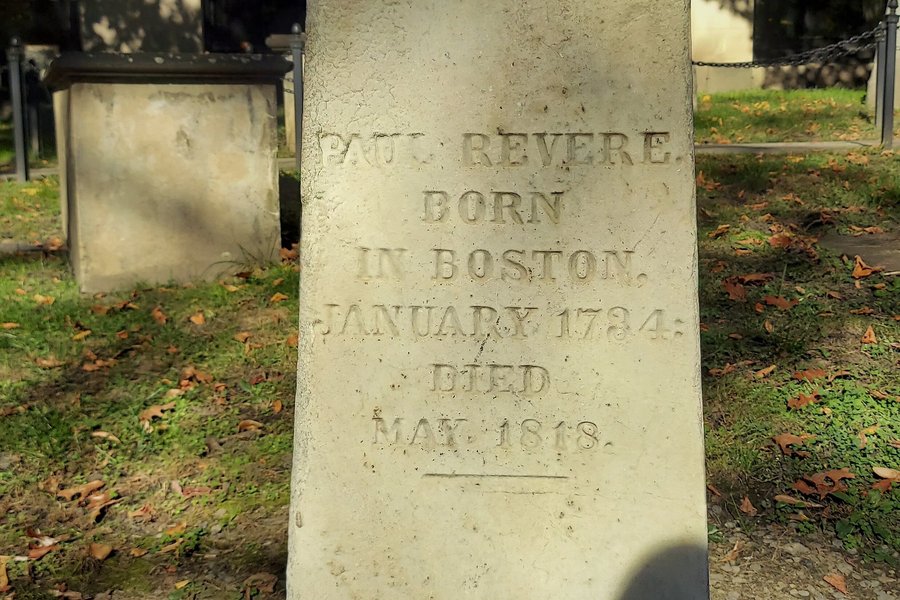 PAUL REVERE.
BORN
IN BOSTON,
JANUARY 1734:
DIED
MAY 1818.